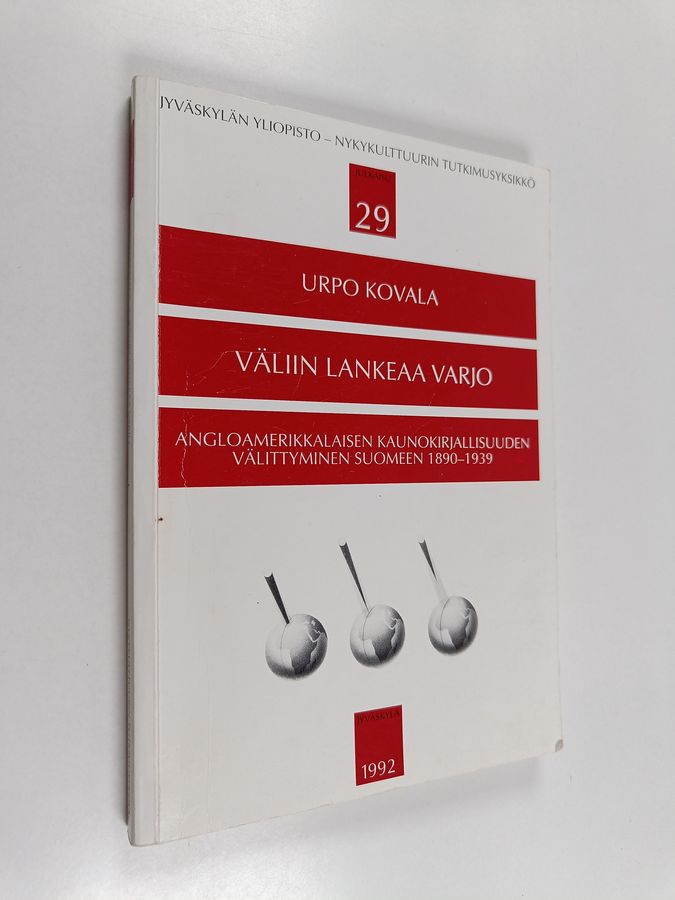 JYVÄSKYLÄN YLIOPISTO – NYKYKULTTUURIN TUTKIMUSYKSIKKÖ
JULKAISU
29
URPO KOVALA
VÄLIIN LANKEAA VARJO
ANGLOAMERIKKALAISEN KAUNOKIRJALLISUUDEN
VÄLITTYMINEN SUOMEEN 1890–1939
JYVÄSKYLÄ
1992